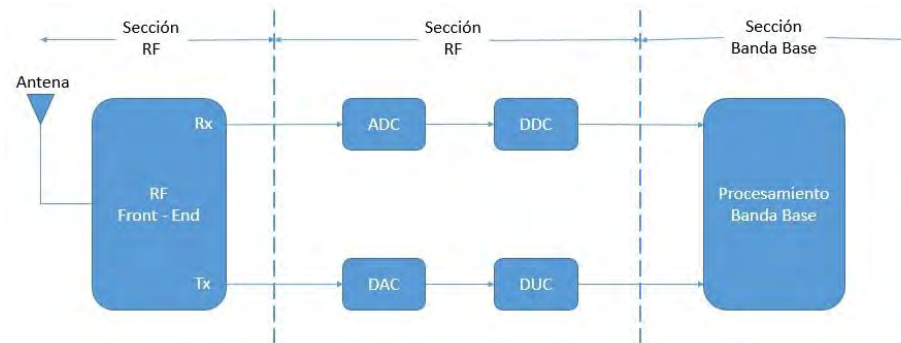 Sección
RF
Sección
RF
Sección
Banda Base
Antena
Rx
ADC
DDC
RF
Front - End
Procesamiento
Banda Base
Tx
DAC
DUC